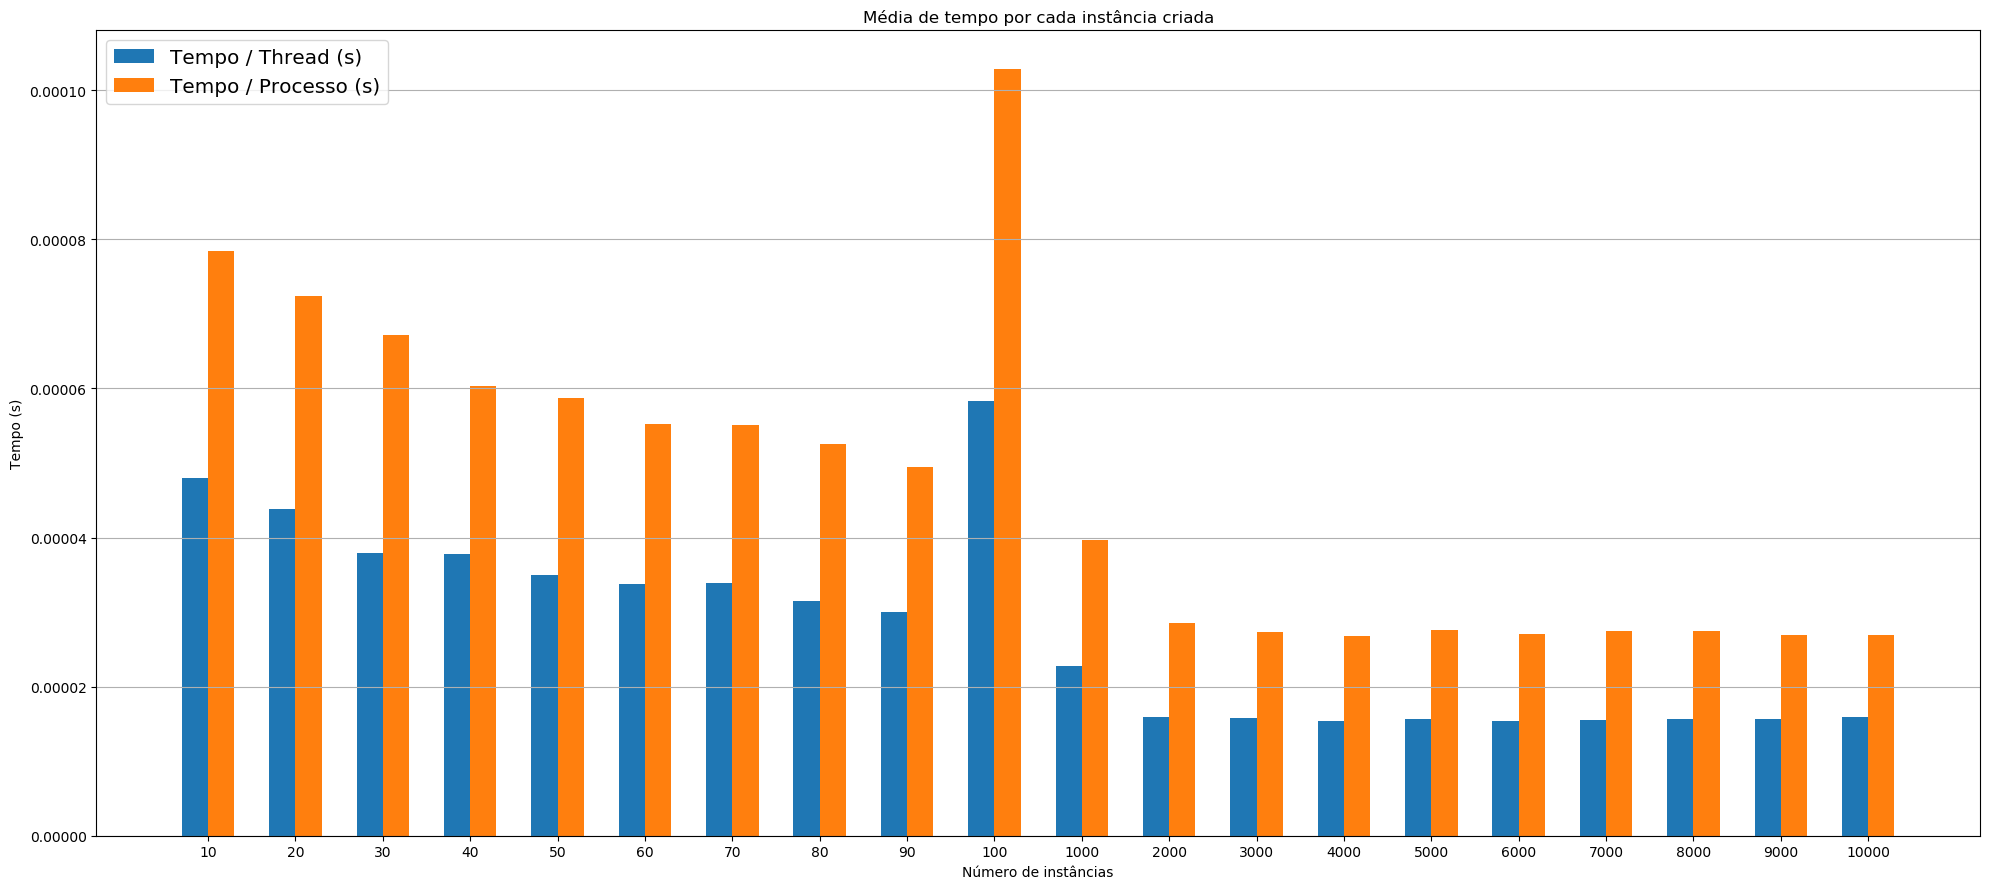 Média de tempo por cada instância criada
Tempo / Thread (s)
Tempo / Processo (s)
0.00010
0.00008
0.00006
0.00004
0.00002
0.00000
Tempo (s)
10 20 30 40 50 60 70 80 90 100 1000 2000 3000 4000 5000 6000 7000 8000 9000 10000
Número de instâncias